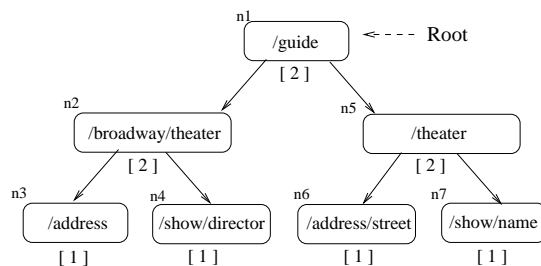 n1
/guide
Root
[ 2 ]
n2
/broadway/theater
[ 2 ]
n5
/theater
[ 2 ]
n3
/address
[ 1 ]
n4
/show/director
[ 1 ]
n6
/address/street
[ 1 ]
n7
/show/name
[ 1 ]